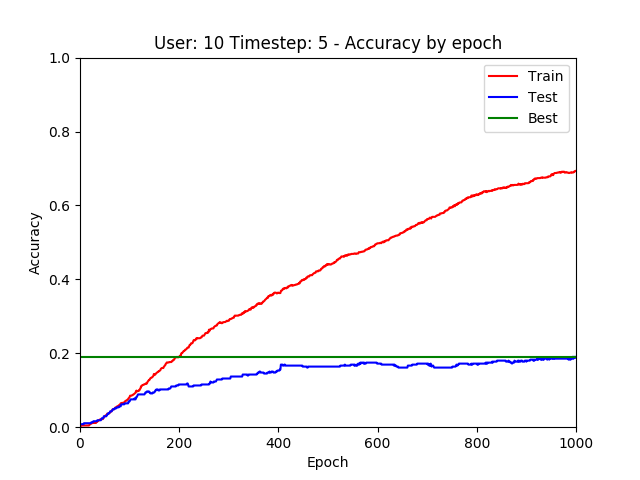 User: 10 Timestep: 5 - Accuracy by epoch
1.0
0.8
0.6
0.4
0.2
0.0
Accuracy
0 200 400 600 800 1000
Epoch
Train
Test
Best